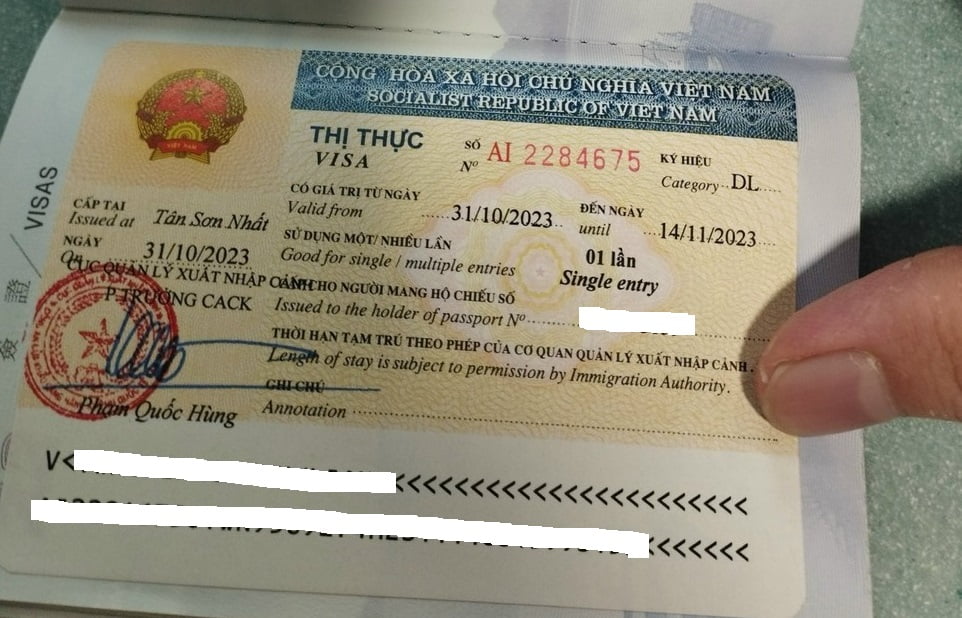 VISAS
VIỆT NAM
CỘNG HÒA XÃ HỘI CHỦ NGHĨA VIỆT NAM
SOCIALIST REPUBLIC OF VIET NAM
THỊ THỰC
VISA
SỐ
Nº AI 2284675
KÝ HIỆU
Category DL
CẤP TẠI
Issued at Tân Sơn Nhất
CÓ GIÁ TRỊ TỪ NGÀY
Valid from 31/10/2023
ĐẾN NGÀY
until 14/11/2023
NGÀY
On 31/10/2023
SỬ DỤNG MỘT/ NHIỀU LẦN 01 lần
Good for single / multiple entries Single entry
CỤC QUẢN LÝ XUẤT NHẬP CẢNH
P.TRƯỞNG CACK
CHO NGƯỜI MANG HỘ CHIẾU SỐ
Issued to the holder of passport Nº
THỜI HẠN TẠM TRÚ THEO PHÉP CỦA CƠ QUAN QUẢN LÝ XUẤT NHẬP CẢNH.
Length of stay is subject to permission by Immigration Authority.
GHI CHÚ
Annotation
Phạm Quốc Hùng
V<
<<<<<<<<<<<<<<<<<<<<<<<<<<
<<<<<<<